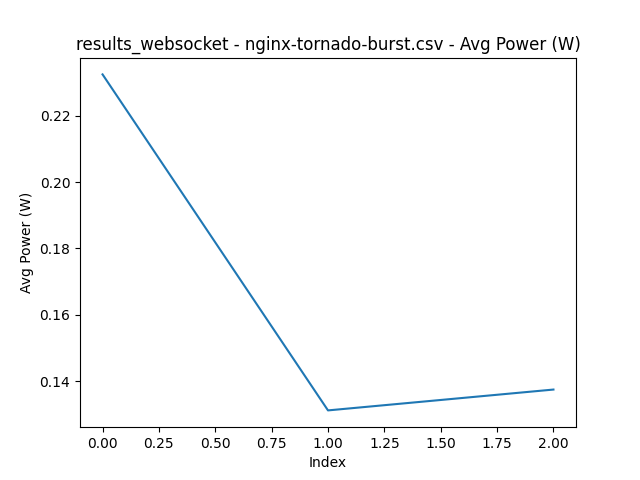 results_websocket - nginx-tornado-burst.csv - Avg Power (W)
0.22
0.20
0.18
0.16
0.14
Avg Power (W)
0.00 0.25 0.50 0.75 1.00 1.25 1.50 1.75 2.00
Index